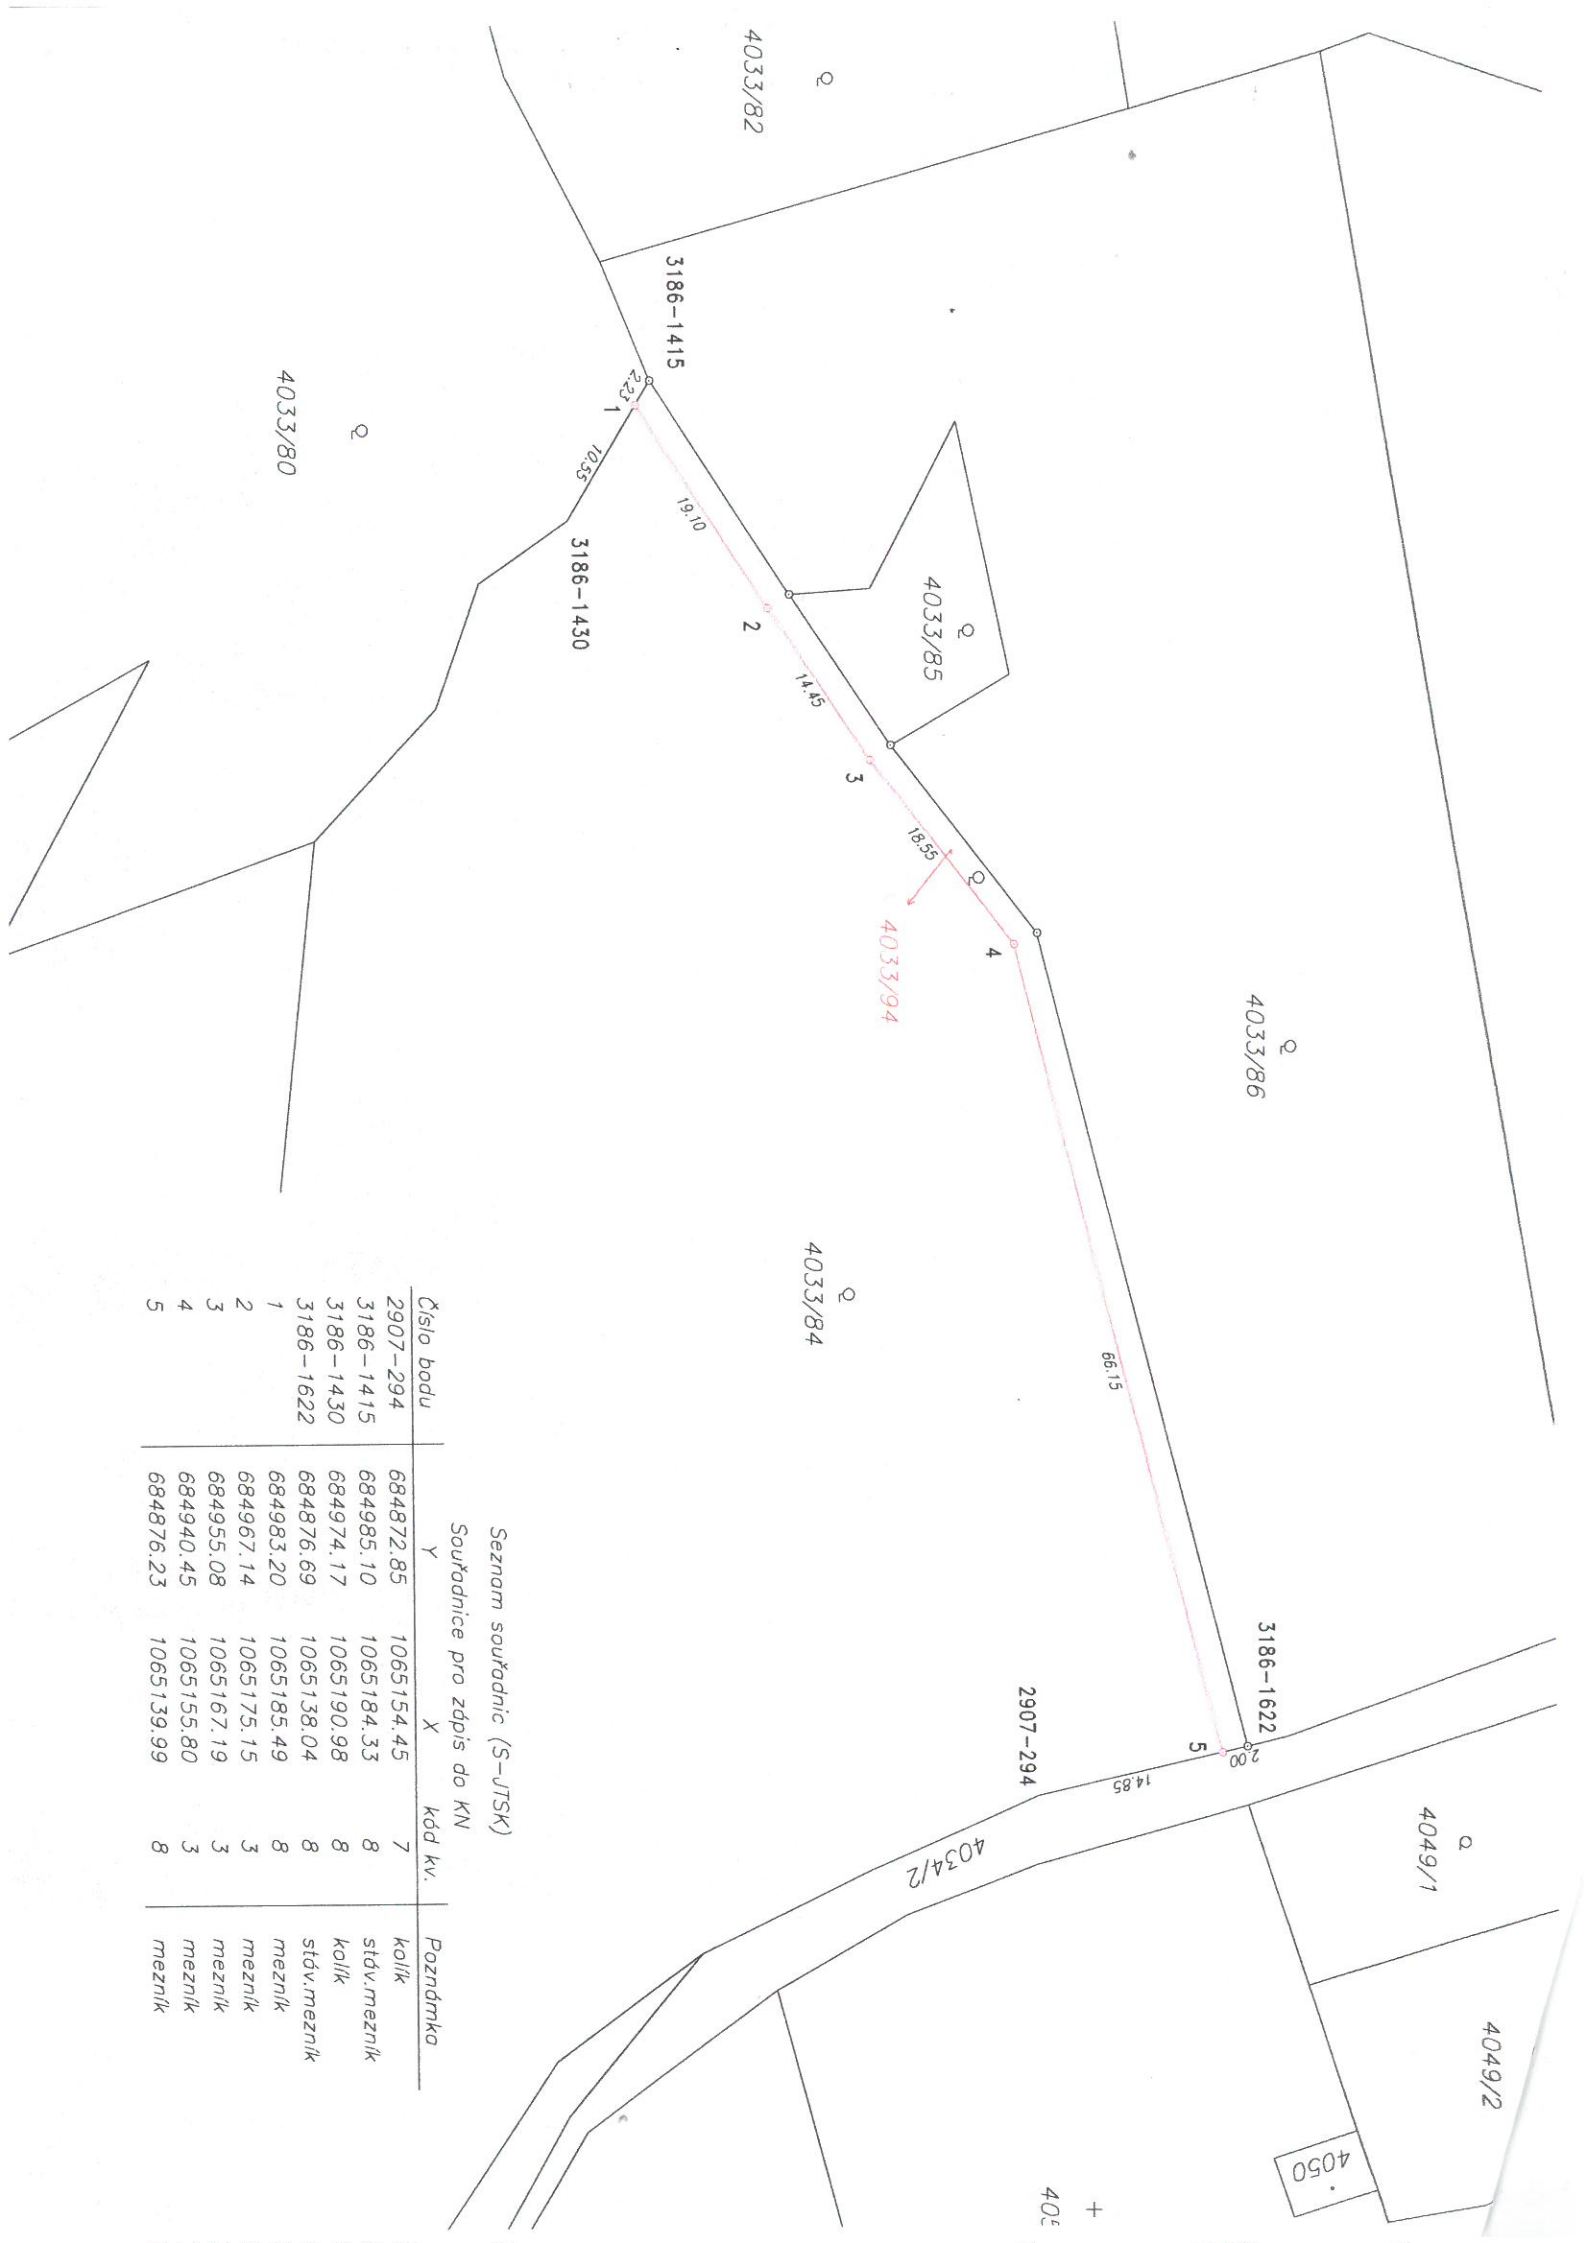 4033/82
4033/80
3186-1415
2.23
1
10.55
3186-1430
19.10
2
14.45
3
18.55
4
4033/85
4033/94
4033/86
4033/84
66.15
3186-1622
2.00
5
14.85
2907-294
4034/2
4049/1
4049/2
4050
Seznam souřadnic (S-JTSK)
Souřadnice pro zápis do KN
Číslo bodu Y X kód kv. Poznámka
2907-294 684872.85 1065154.45 7 kolík
3186-1415 684985.10 1065184.33 8 stáv.mezník
3186-1430 684974.17 1065190.98 8 kolík
3186-1622 684876.69 1065138.04 8 stáv.mezník
1 684983.20 1065185.49 8 mezník
2 684967.14 1065175.15 3 mezník
3 684955.08 1065167.19 3 mezník
4 684940.45 1065155.80 3 mezník
5 684876.23 1065139.99 8 mezník